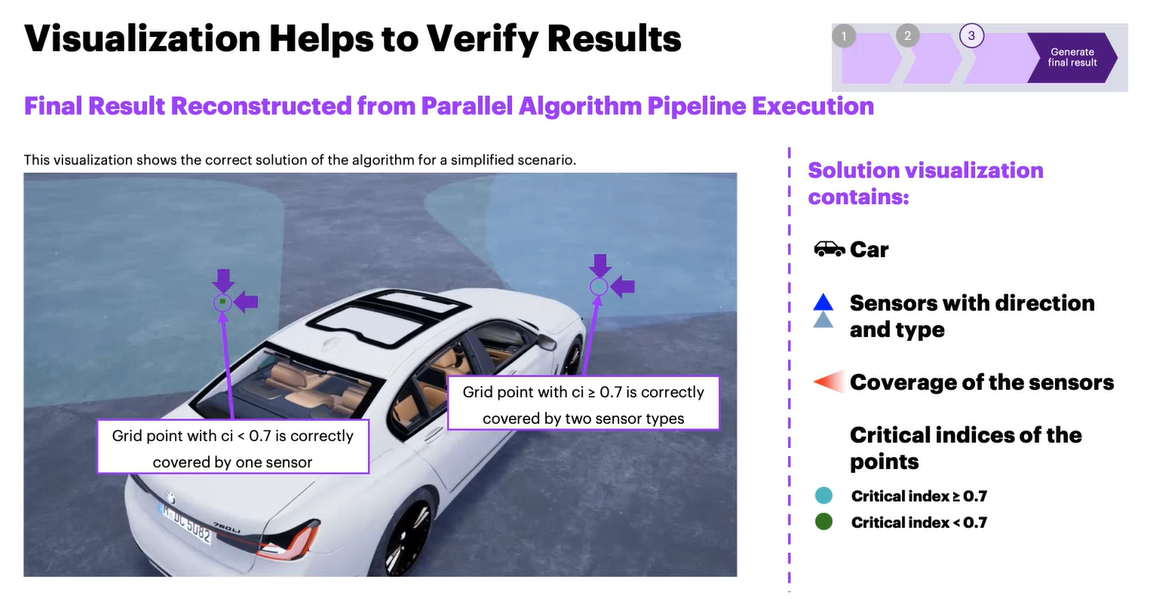 Visualization Helps to Verify Results
1
2
3
Generate
final result
Final Result Reconstructed from Parallel Algorithm Pipeline Execution
This visualization shows the correct solution of the algorithm for a simplified scenario.
Grid point with ci ≥ 0.7 is correctly
covered by two sensor types
Grid point with ci < 0.7 is correctly
covered by one sensor
760Li
Solution visualization
contains:
Car
Sensors with direction
and type
Coverage of the sensors
Critical indices of the
points
Critical index ≥ 0.7
Critical index < 0.7